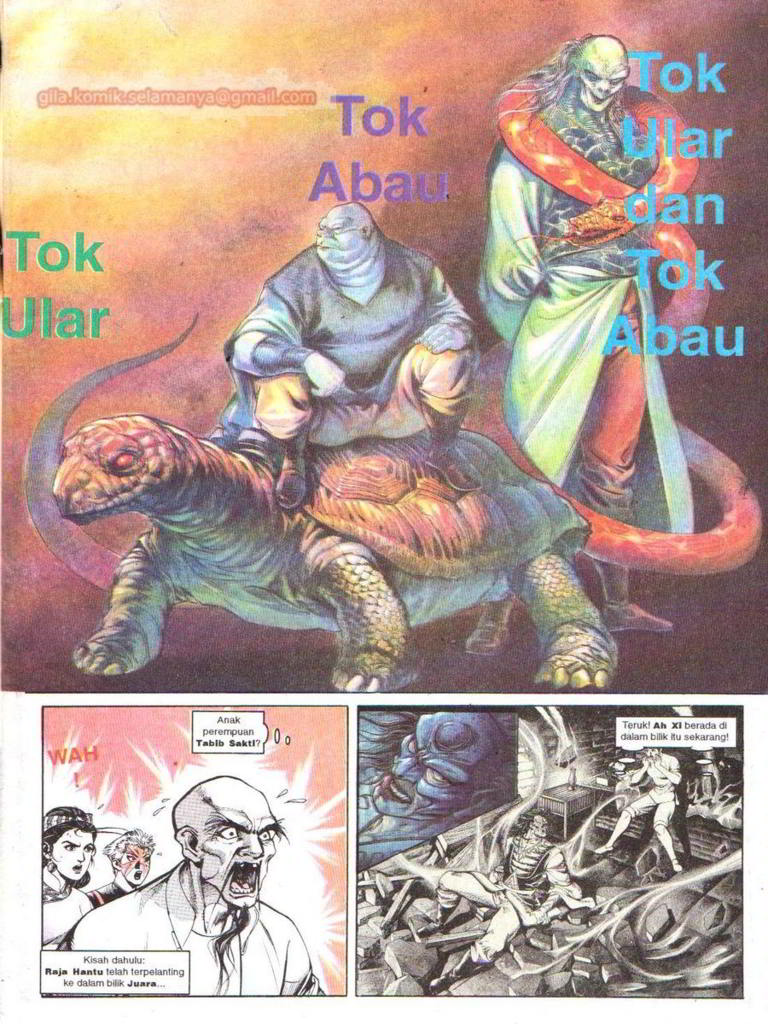 gila.komik.selamanya@gmail.com
Tok
Abau
Tok
Ular
dan
Tok
Abau
Tok
Ular
Anak
perempuan
Tabib Sakti?
WAH
!
Kisah dahulu:
Raja Hantu telah terpelanting
ke dalam bilik Juara...
Teruk! Ah Xi berada di
dalam bilik itu sekarang!